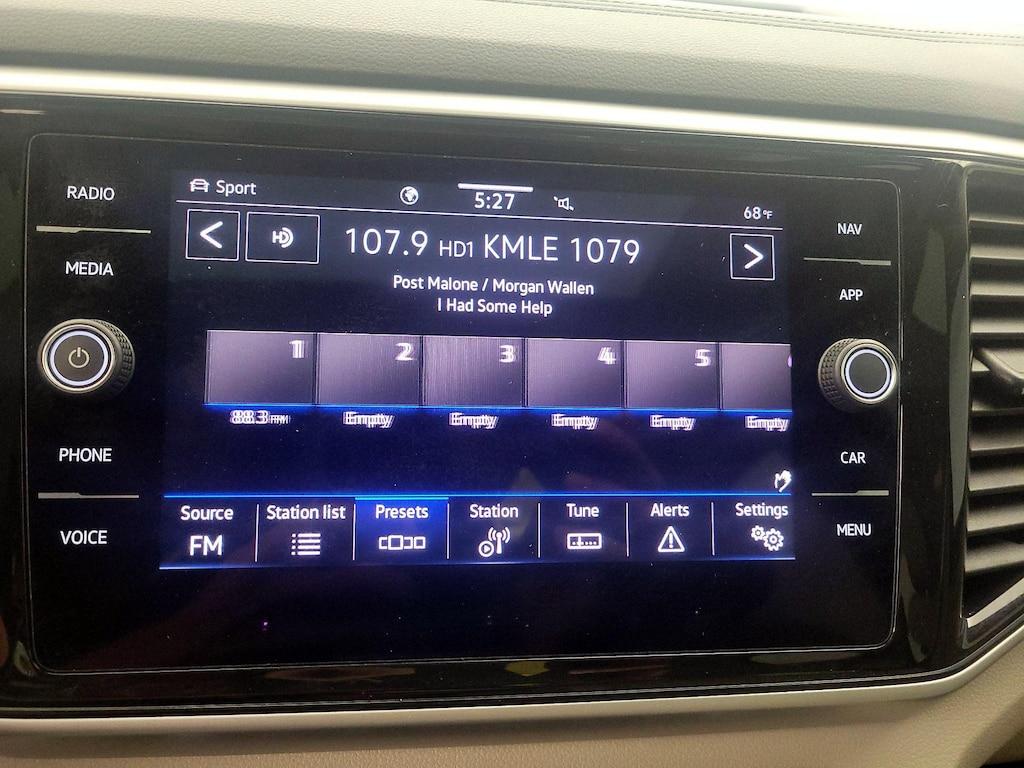 RADIO
MEDIA
PHONE
VOICE
Sport
5:27
68°F
HD
107.9 HD1 KMLE 1079
Post Malone / Morgan Wallen
I Had Some Help
1 2 3 4 5
88.3 FM Empty Empty Empty Empty Empty
Source Station list Presets Station Tune Alerts Settings
FM
NAV
APP
CAR
MENU